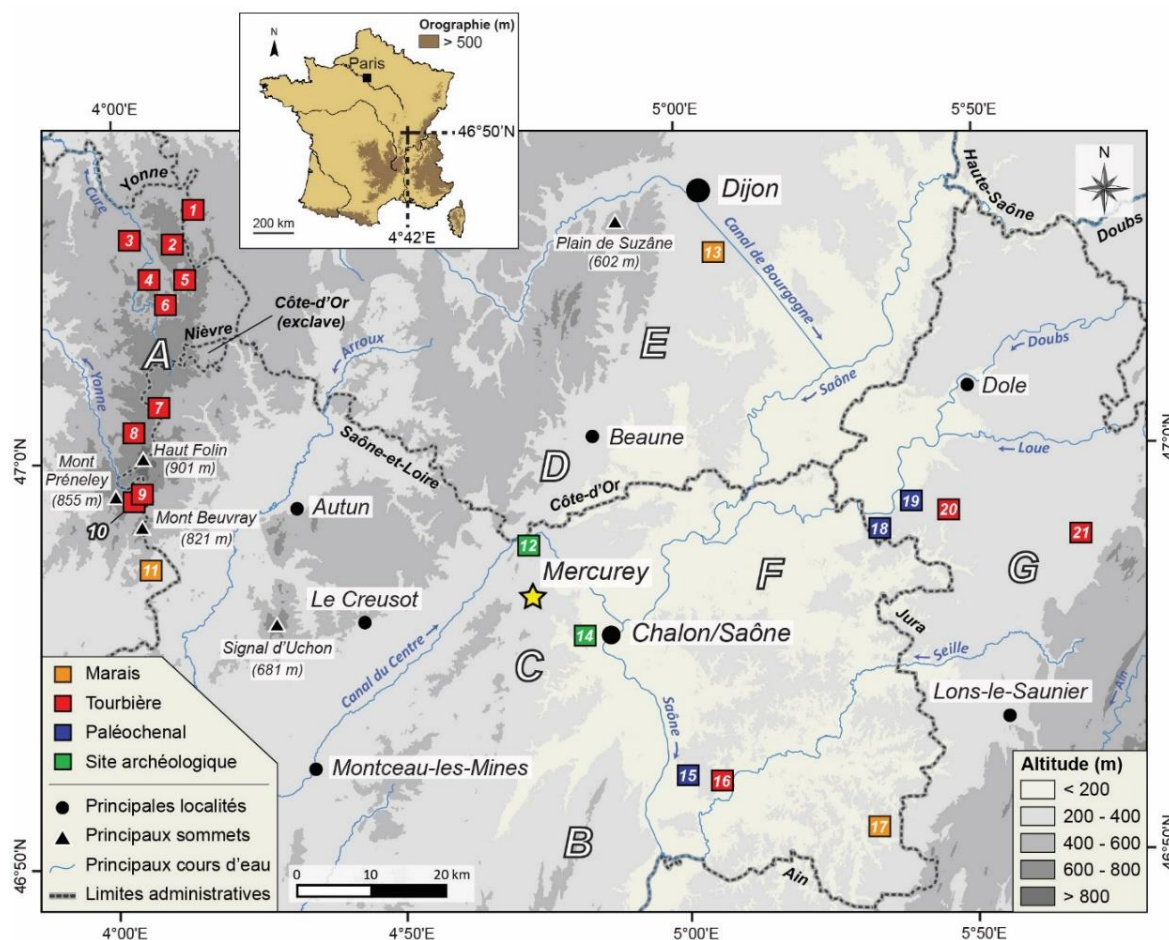 Orographie (m)
> 500
N
Paris
46°50'N
200 km
4°42'E
4°00'E
5°00'E
5°50'E
N
Yonne
Cure
Haute-Saône
Doubs
Dijon
Plain de Suzâne
(602 m)
Canal de Bourgogne
1
2
3
4
5
6
13
Côte-d'Or
(exclave)
Nièvre
A
E
Arroux
Yonne
Saône
Doubs
Dole
7
8
Beaune
47°0'N
47°0'N
Loue
Haut Folin
(901 m)
Mont
Préneley
(855 m)
Saône-et-Loire
D
Côte-d'Or
9
10
Autun
19
20
18
21
Mont Beuvray
(821 m)
12
11
Mercurey
F
G
Le Creusot
14
Chalon/Saône
Jura
Signal d'Uchon
(681 m)
Canal du Centre
C
Seille
Ain
Lons-le-Saunier
Saône
Montceau-les-Mines
15
16
17
B
Ain
46°50'N
46°50'N
Marais
Tourbière
Paléochenal
Site archéologique
Principales localités
Principaux sommets
Principaux cours d'eau
Limites administratives
0
10
20 km
Altitude (m)
< 200
200 - 400
400 - 600
600 - 800
> 800
4°00'E
4°50'E
5°00'E
5°50'E